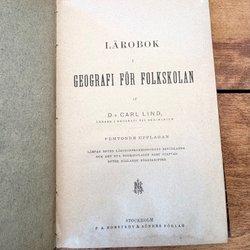 LÄROBOK
I
GEOGRAFI FÖR FOLKSKOLAN
AF
D:r CARL LIND,
FEMTONDE UPPLAGAN
STOCKHOLM
P. A. NORSTEDT & SÖNERS FÖRLAG